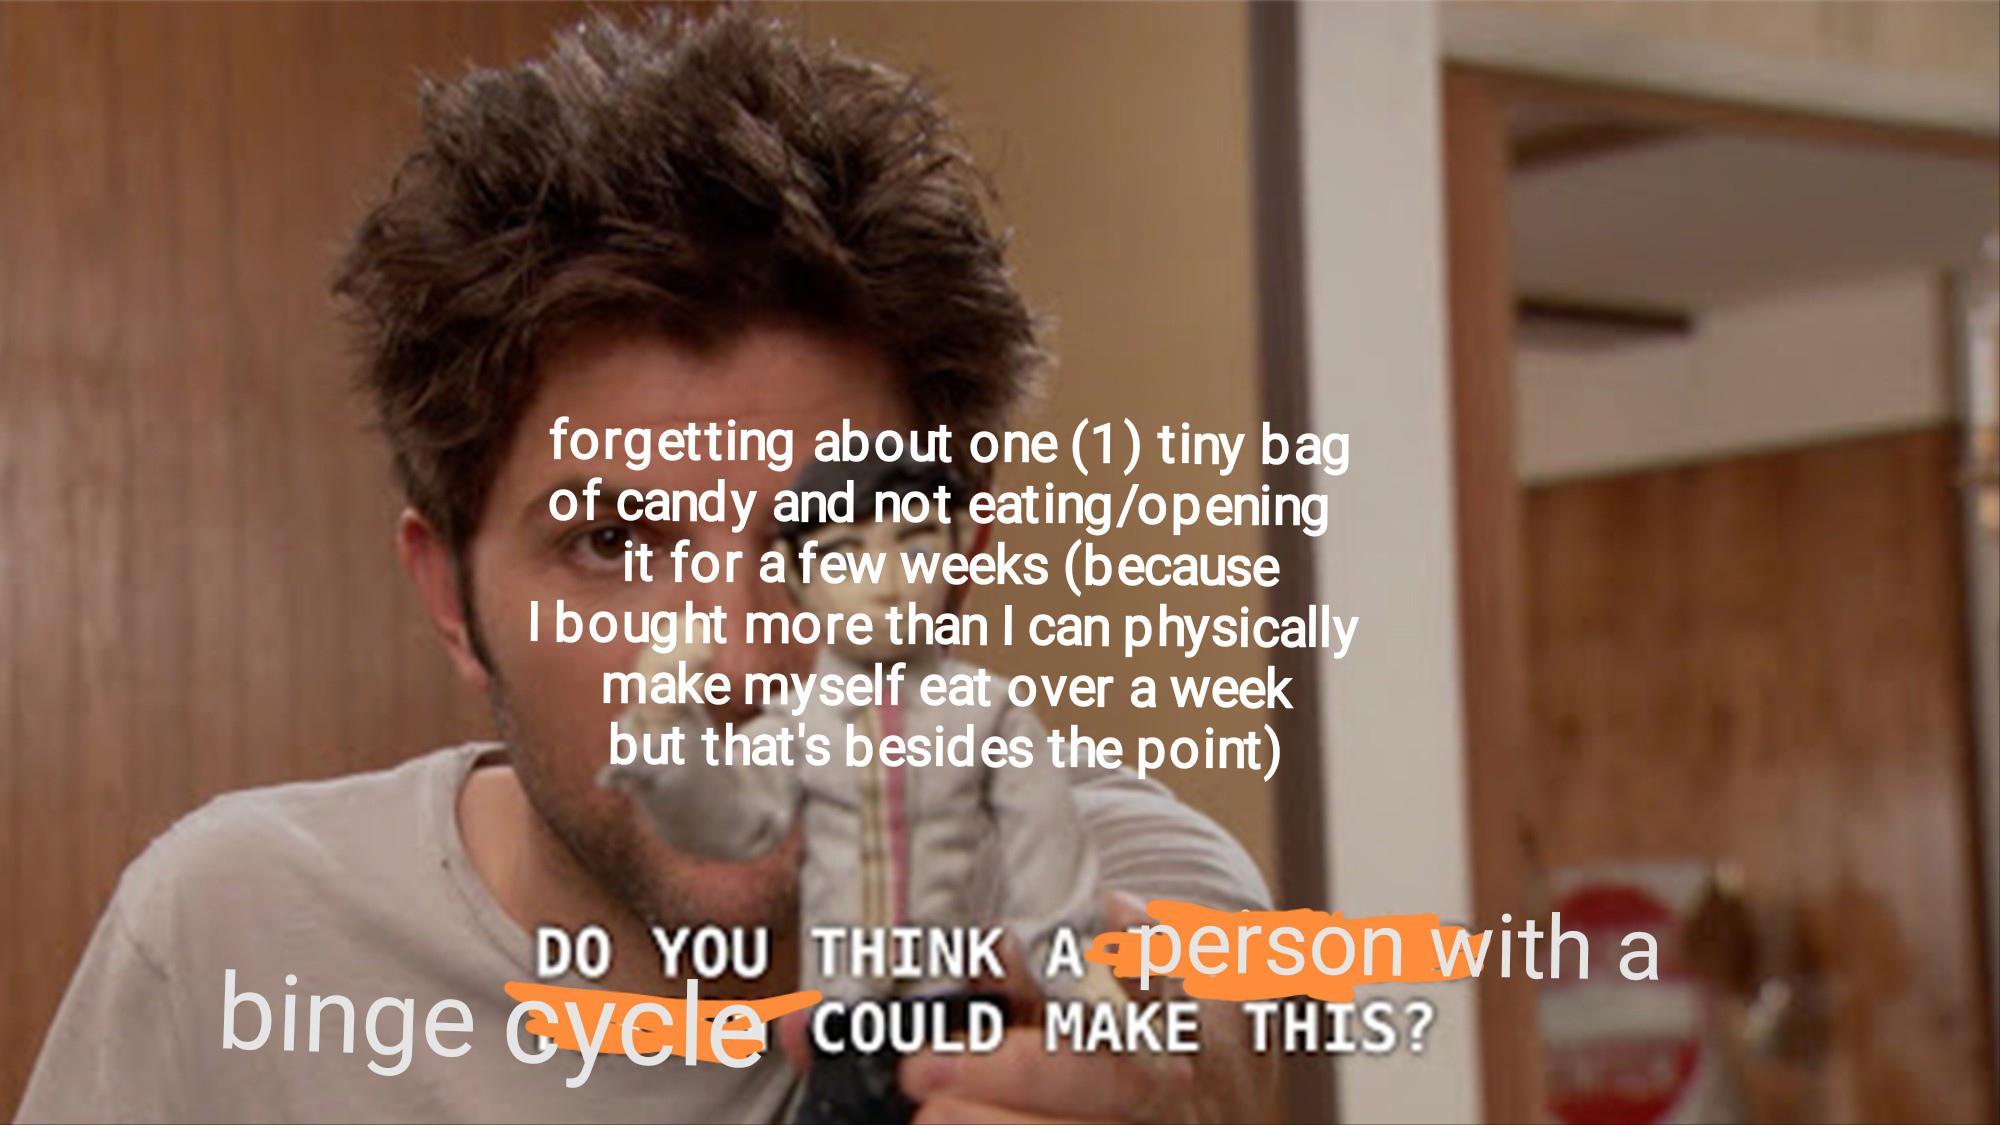 forgetting about one (1) tiny bag
of candy and not eating/opening
it for a few weeks (because
I bought more than I can physically
make myself eat over a week
but that's besides the point)
DO YOU THINK A person with a
binge cycle COULD MAKE THIS?